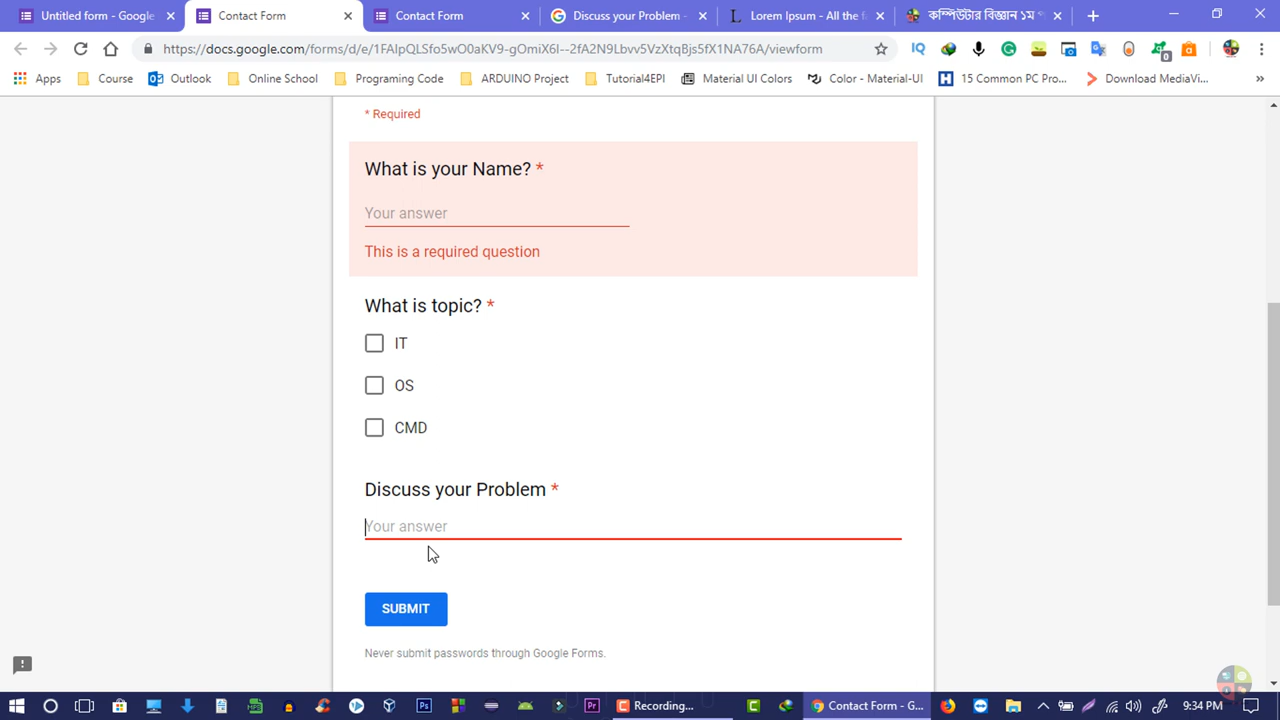 Untitled form - Google
Contact Form
Contact Form
Discuss your Problem -
Lorem Ipsum - All the f
কম্পিউটার বিজ্ঞান ১ম প
https://docs.google.com/forms/d/e/1FAIpQLSfo5wO0aKV9-gOmiX6I--2fA2N9Lbvv5VzXtqBjs5fX1NA76A/viewform
Apps
Course
Outlook
Online School
Programing Code
ARDUINO Project
Tutorial4EPI
Material UI Colors
Color - Material-UI
15 Common PC Pro...
Download MediaVi...
* Required
What is your Name? *
Your answer
This is a required question
What is topic? *
IT
OS
CMD
Discuss your Problem *
Your answer
SUBMIT
Never submit passwords through Google Forms.
Recording...
Contact Form - G...
9:34 PM